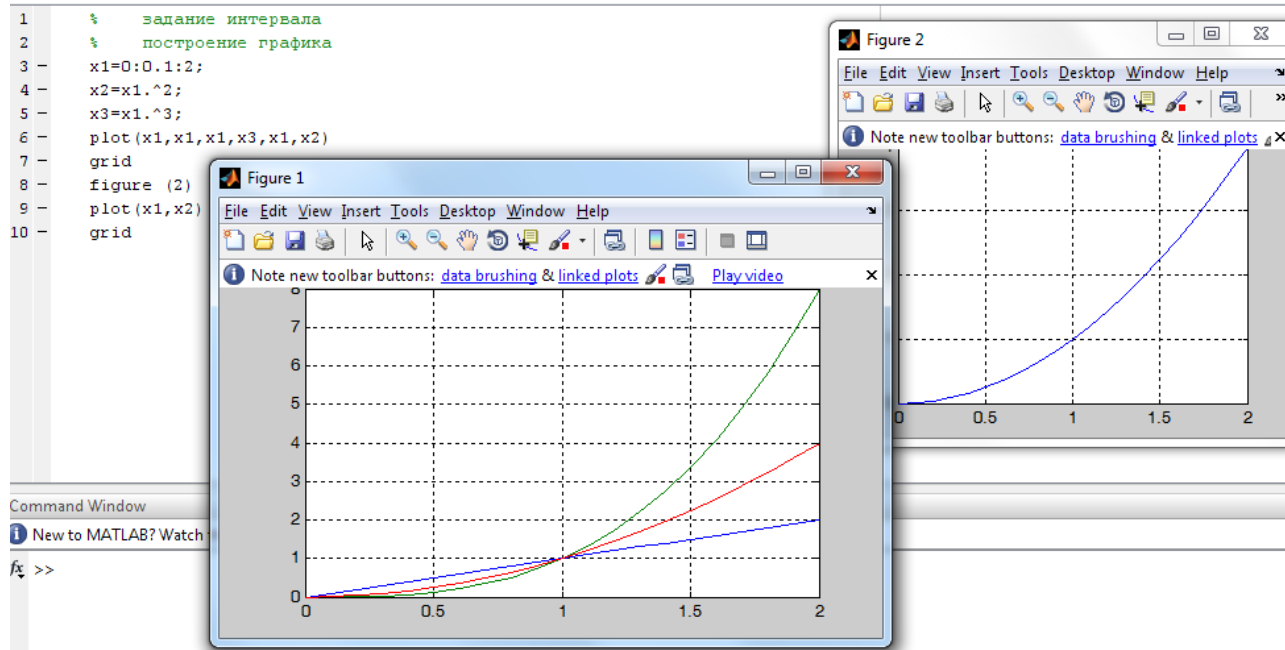 1 % задание интервала
2 % построение графика
3 – x1=0:0.1:2;
4 – x2=x1.^2;
5 – x3=x1.^3;
6 – plot(x1,x1,x1,x3,x1,x2)
7 – grid
8 – figure (2)
9 – plot(x1,x2)
10 – grid
Figure 2
File Edit View Insert Tools Desktop Window Help
Note new toolbar buttons: data brushing & linked plots
0 0.5 1 1.5 2
Figure 1
File Edit View Insert Tools Desktop Window Help
Note new toolbar buttons: data brushing & linked plots Play video
8
7
6
5
4
3
2
1
0
0 0.5 1 1.5 2
Command Window
New to MATLAB? Watch
fx >>